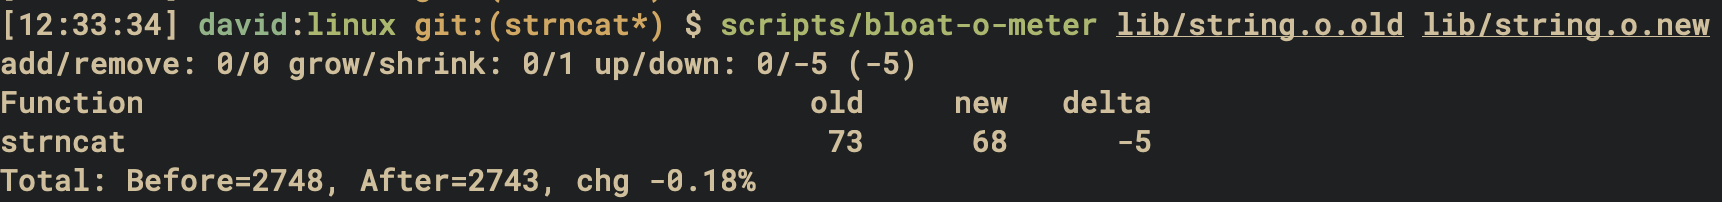 [12:33:34] david:linux git:(strncat*) $ scripts/bloat-o-meter lib/string.o.old lib/string.o.new
add/remove: 0/0 grow/shrink: 0/1 up/down: 0/-5 (-5)
Function                                     old     new   delta
strncat                                       73      68      -5
Total: Before=2748, After=2743, chg -0.18%